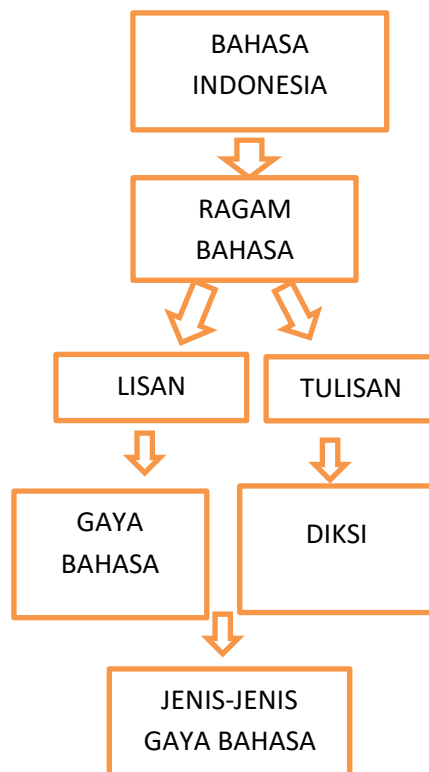 BAHASA
INDONESIA
RAGAM
BAHASA
LISAN
TULISAN
GAYA
BAHASA
DIKSI
JENIS-JENIS
GAYA BAHASA